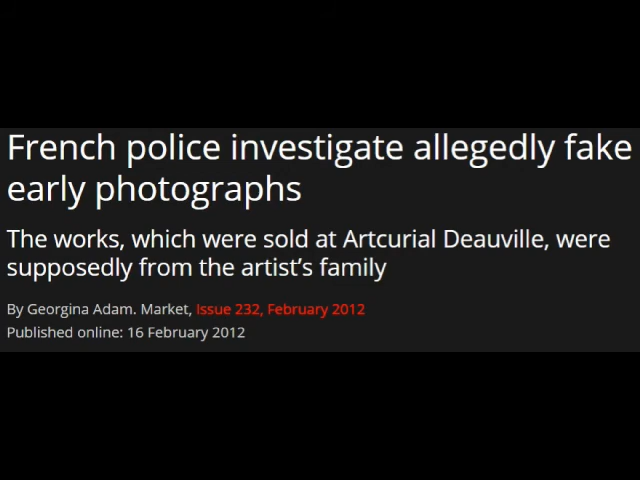 French police investigate allegedly fake
early photographs
The works, which were sold at Artcurial Deauville, were
supposedly from the artist’s family
By Georgina Adam. Market, Issue 232, February 2012
Published online: 16 February 2012